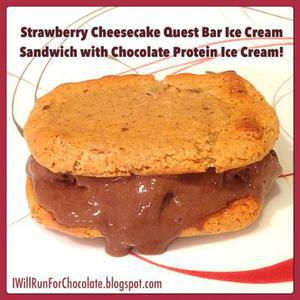 Strawberry Cheesecake Quest Bar Ice Cream
Sandwich with Chocolate Protein Ice Cream!
IWillRunForChocolate.blogspot.com